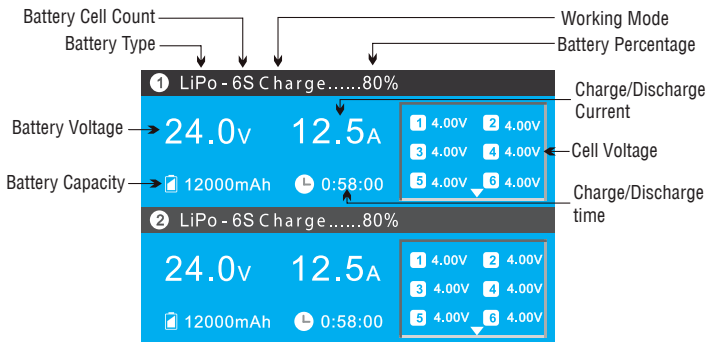 Battery Cell Count
Working Mode
Battery Type
Battery Percentage
1 LiPo - 6S Charge......80%
Charge/Discharge
Current
Battery Voltage
24.0V 12.5A
1 4.00V 2 4.00V
3 4.00V 4 4.00V
Cell Voltage
Battery Capacity
12000mAh 0:58:00
5 4.00V 6 4.00V
Charge/Discharge
time
2 LiPo - 6S Charge......80%
24.0V 12.5A
1 4.00V 2 4.00V
3 4.00V 4 4.00V
12000mAh 0:58:00
5 4.00V 6 4.00V